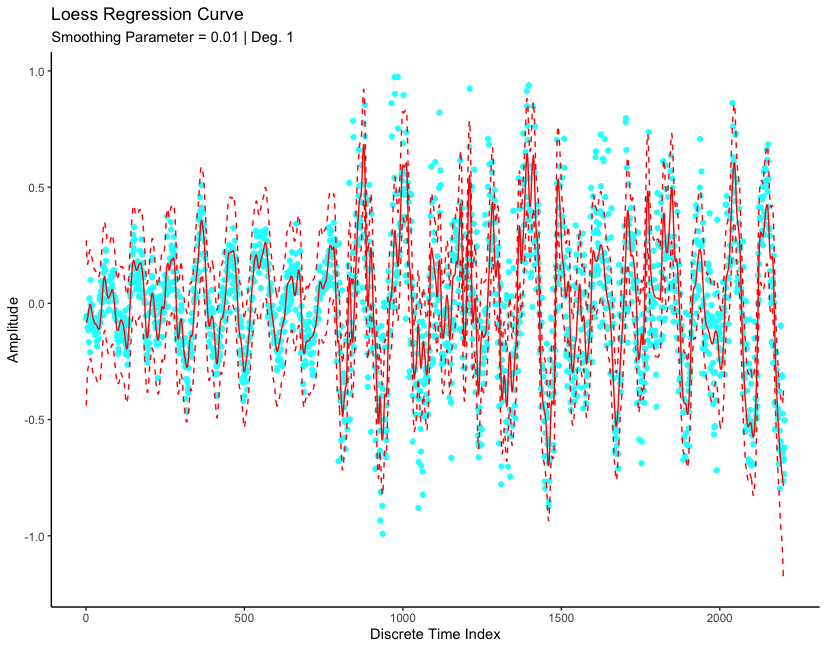 Loess Regression Curve
Smoothing Parameter = 0.01 | Deg. 1
1.0
0.5
0.0
-0.5
-1.0
Amplitude
0 500 1000 1500 2000
Discrete Time Index